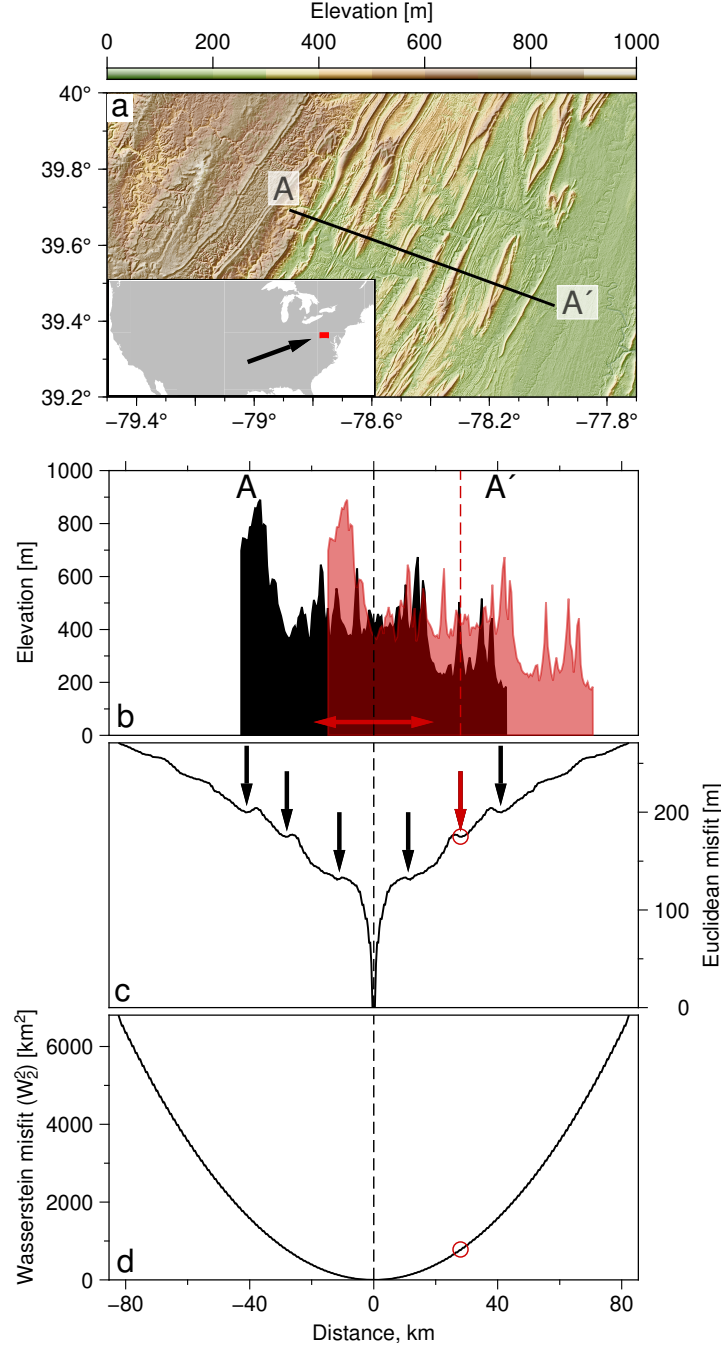 Elevation [m]
0 200 400 600 800 1000
a
40°
39.8°
39.6°
39.4°
39.2°
A
A´
−79.4° −79° −78.6° −78.2° −77.8°
A A´
1000
800
600
400
200
0
Elevation [m]
b
200
100
0
Euclidean misfit [m]
c
6000
4000
2000
0
Wasserstein misfit (W₂²) [km²]
d
−80 −40 0 40 80
Distance, km